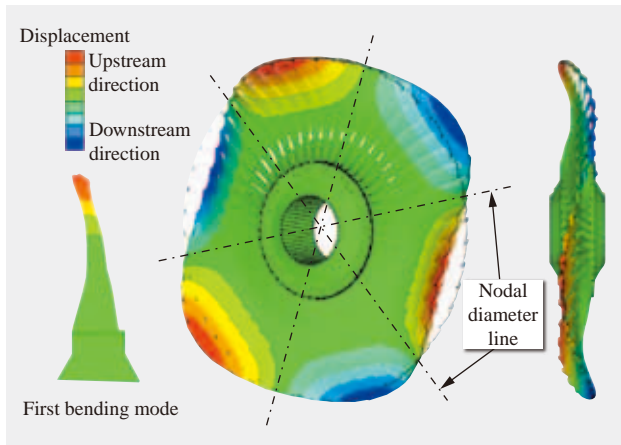 Displacement
Upstream
direction
Downstream
direction
Nodal
diameter
line
First bending mode